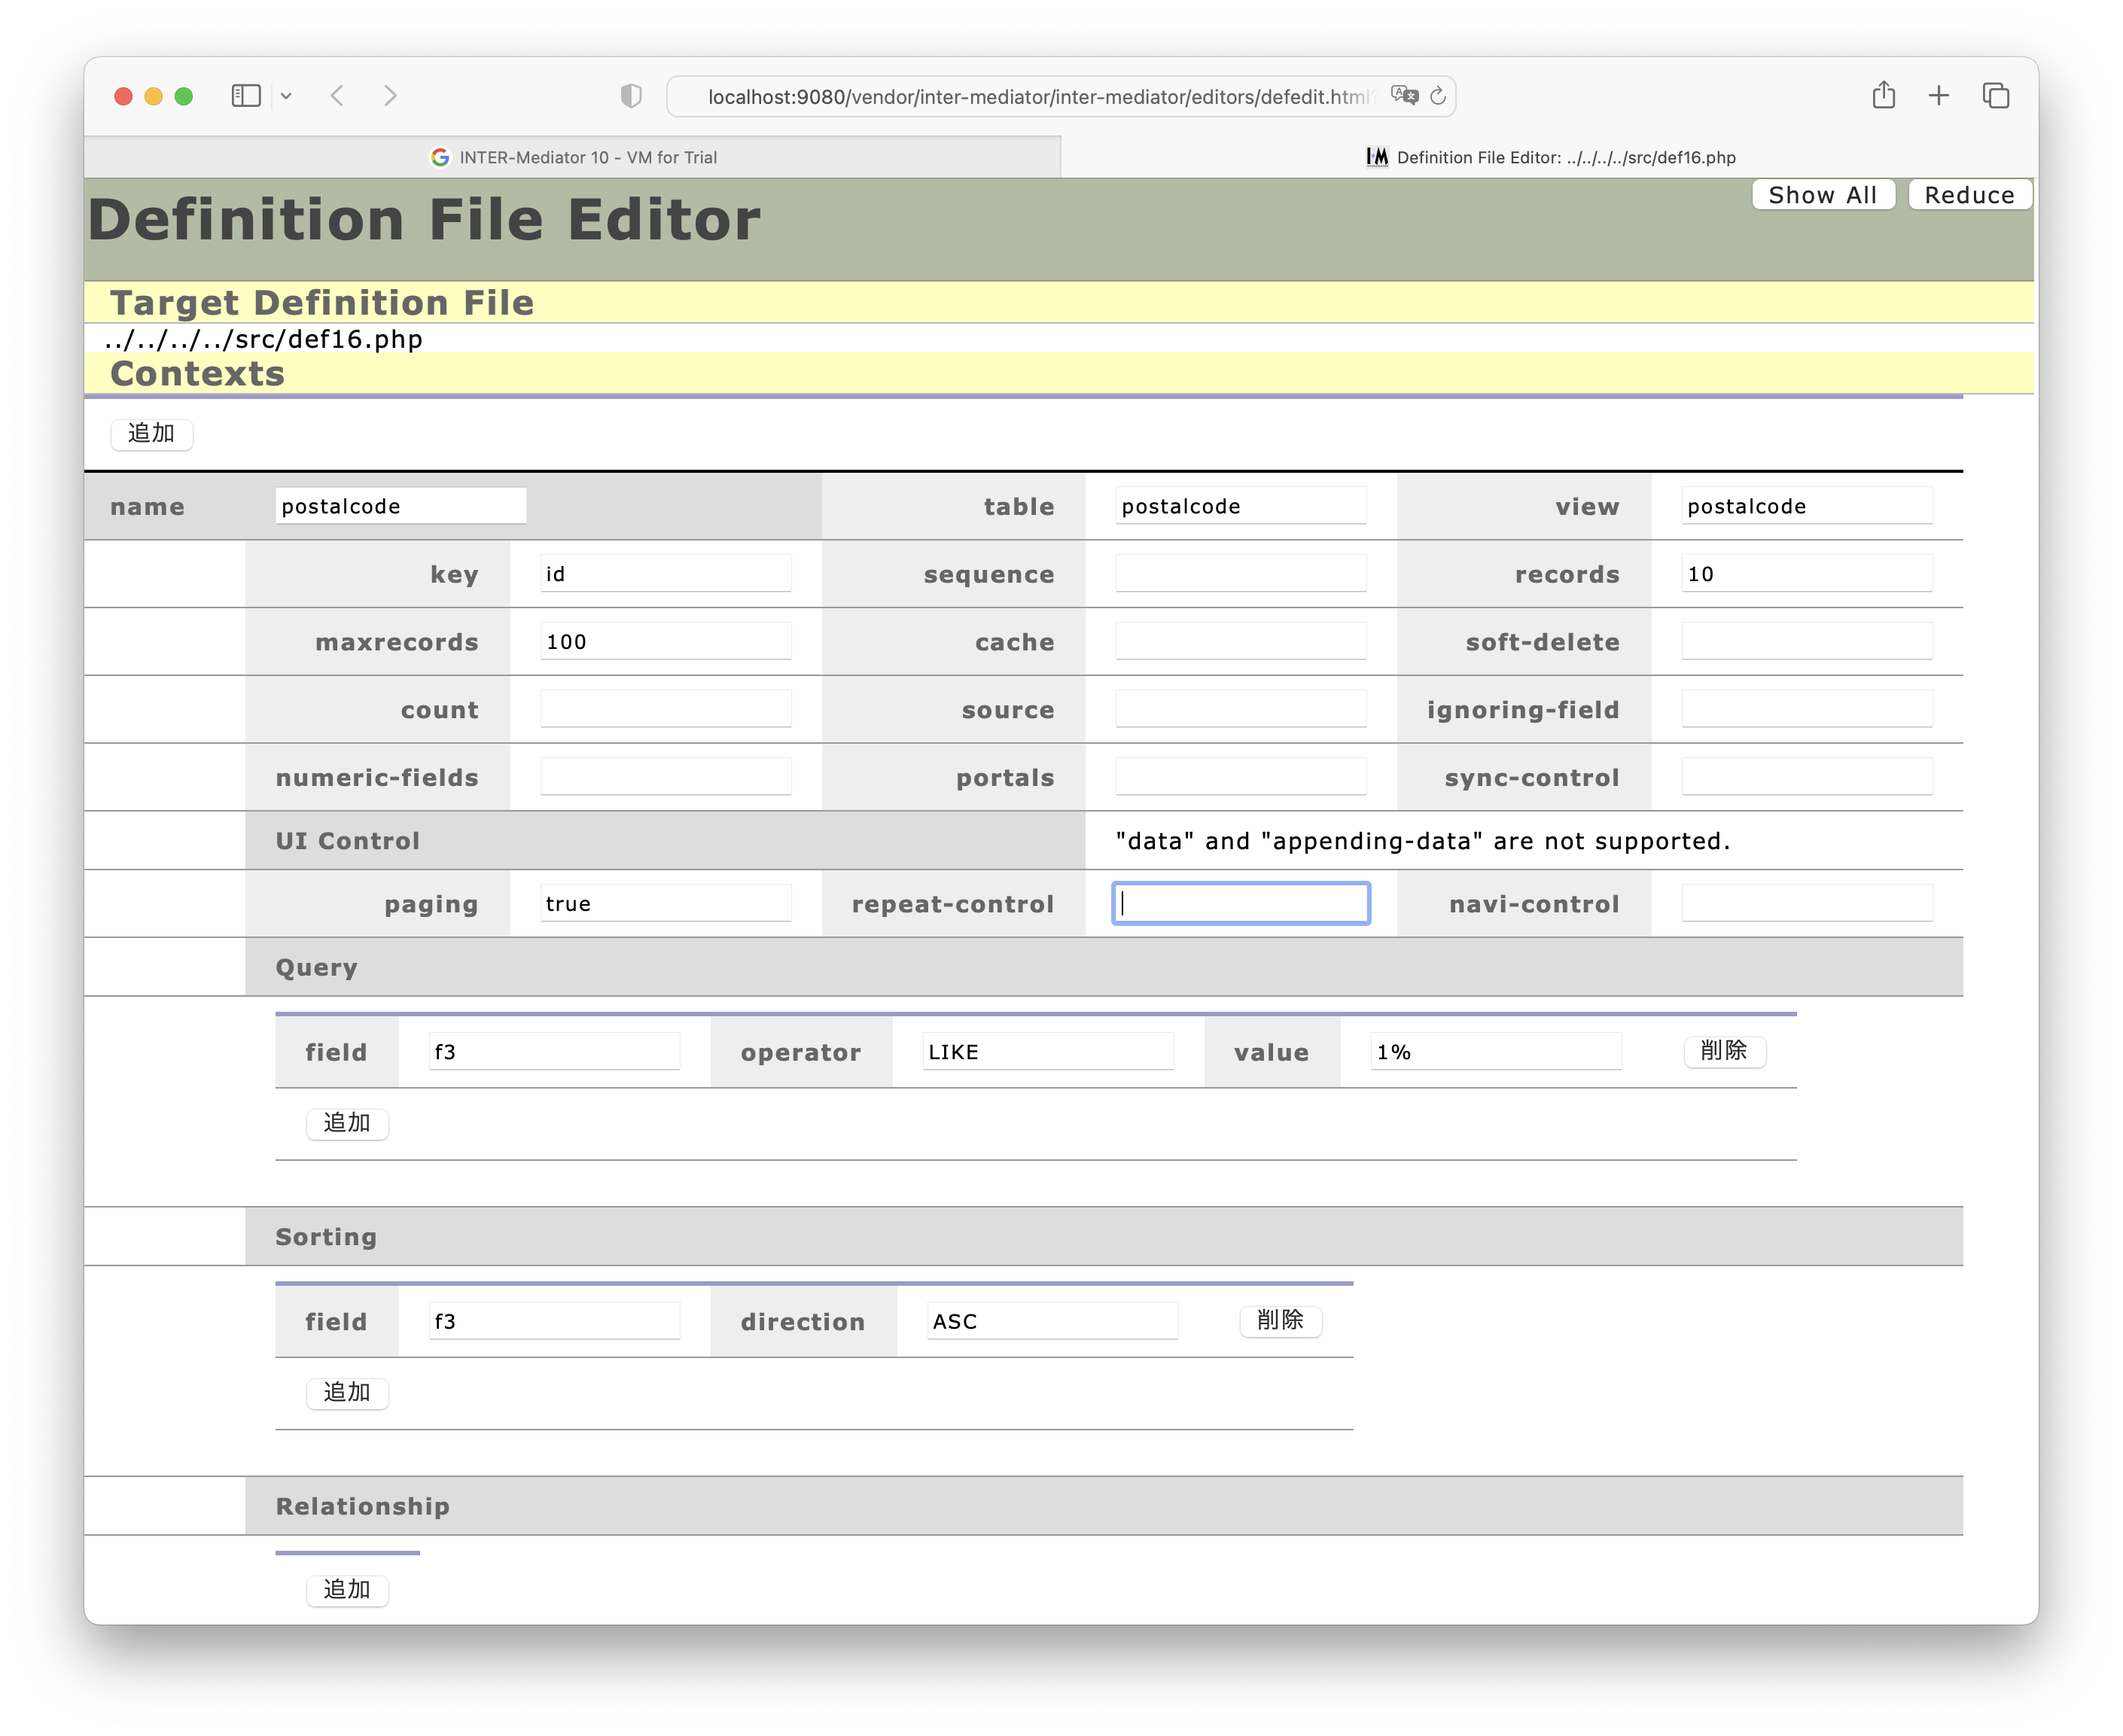 localhost:9080/vendor/inter-mediator/inter-mediator/editors/defedit.html
INTER-Mediator 10 - VM for Trial
Definition File Editor: ../../../../src/def16.php
Definition File Editor
Show All
Reduce
Target Definition File
../../../../src/def16.php
Contexts
追加
name postalcode table postalcode view postalcode
key id sequence records 10
maxrecords 100 cache soft-delete
count source ignoring-field
numeric-fields portals sync-control
UI Control "data" and "appending-data" are not supported.
paging true repeat-control navi-control
Query
field f3 operator LIKE value 1% 削除
追加
Sorting
field f3 direction ASC 削除
追加
Relationship
追加